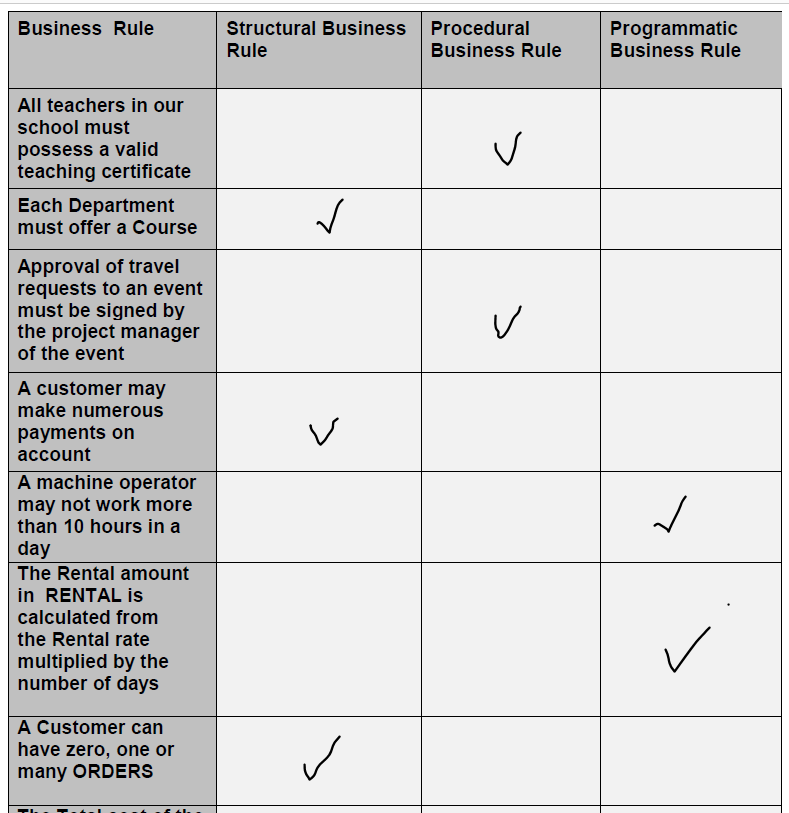 Business  Rule
Structural Business
Rule
Procedural
Business Rule
Programmatic
Business Rule
All teachers in our
school must
possess a valid
teaching certificate
Each Department
must offer a Course
Approval of travel
requests to an event
must be signed by
the project manager
of the event
A customer may
make numerous
payments on
account
A machine operator
may not work more
than 10 hours in a
day
The Rental amount
in  RENTAL is
calculated from
the Rental rate
multiplied by the
number of days
A Customer can
have zero, one or
many ORDERS
The Total cost of the